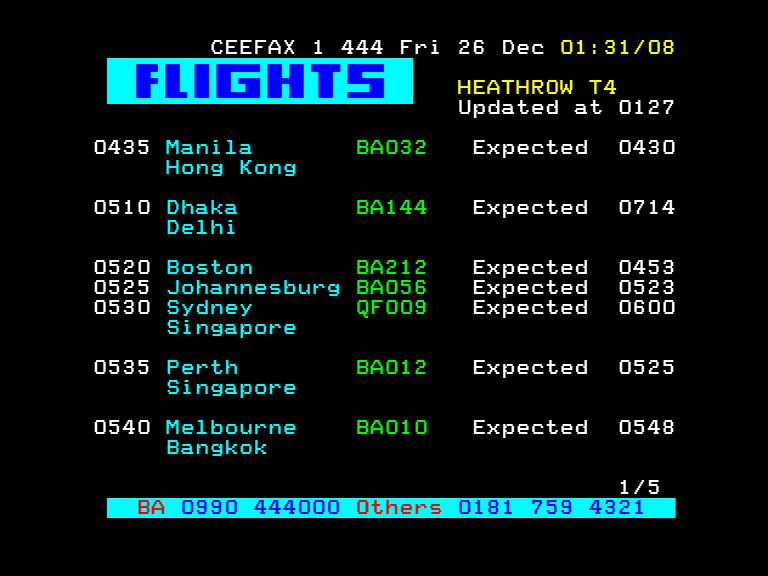 CEEFAX 1 444 Fri 26 Dec 01:31/08
FLIGHTS
HEATHROW T4
Updated at 0127
0435 Manila BA032 Expected 0430
Hong Kong
0510 Dhaka BA144 Expected 0714
Delhi
0520 Boston BA212 Expected 0453
0525 Johannesburg BA056 Expected 0523
0530 Sydney QF009 Expected 0600
Singapore
0535 Perth BA012 Expected 0525
Singapore
0540 Melbourne BA010 Expected 0548
Bangkok
1/5
BA 0990 444000 Others 0181 759 4321